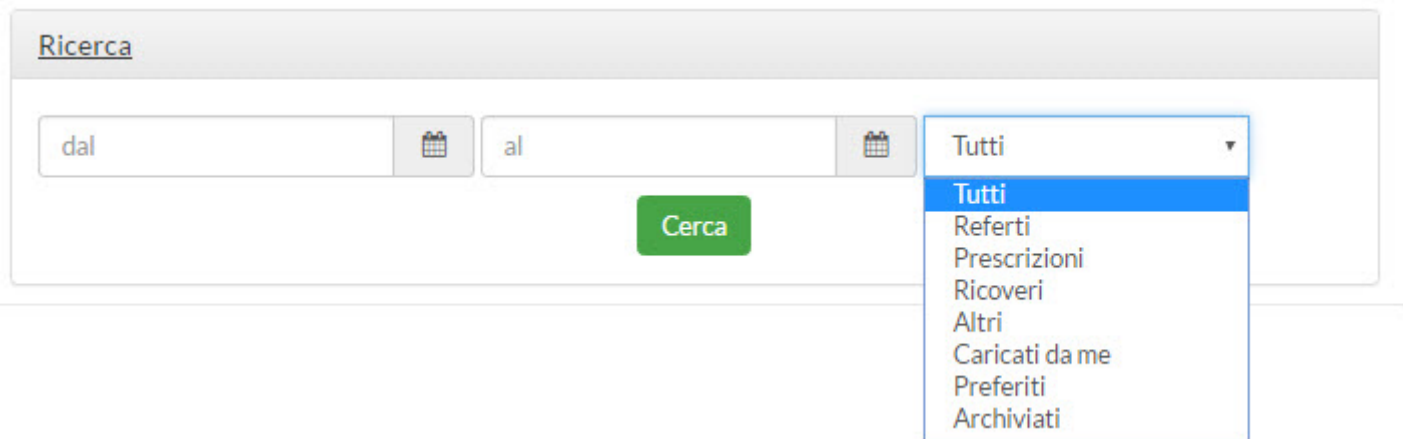 Ricerca
dal al Tutti
Cerca
Tutti
Referti
Prescrizioni
Ricoveri
Altri
Caricati da me
Preferiti
Archiviati